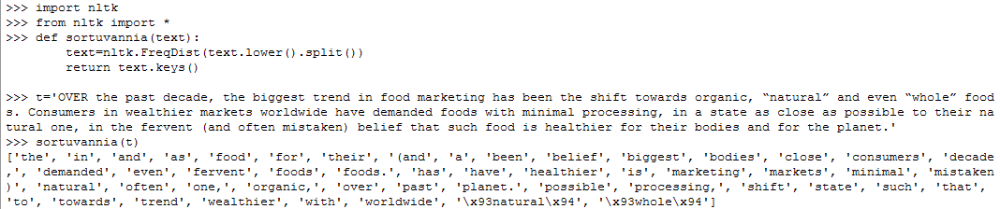 >>> import nltk
>>> from nltk import *
>>> def sortuvannia(text):
        text=nltk.FreqDist(text.lower().split())
        return text.keys()

>>> t='OVER the past decade, the biggest trend in food marketing has been the shift towards organic, “natural” and even “whole” food
s. Consumers in wealthier markets worldwide have demanded foods with minimal processing, in a state as close as possible to their na
tural one, in the fervent (and often mistaken) belief that such food is healthier for their bodies and for the planet.'
>>> sortuvannia(t)
['the', 'in', 'and', 'as', 'food', 'for', 'their', '(and', 'a', 'been', 'belief', 'biggest', 'bodies', 'close', 'consumers', 'decade
,', 'demanded', 'even', 'fervent', 'foods', 'foods.', 'has', 'have', 'healthier', 'is', 'marketing', 'markets', 'minimal', 'mistaken
)', 'natural', 'often', 'one,', 'organic,', 'over', 'past', 'planet.', 'possible', 'processing,', 'shift', 'state', 'such', 'that',
'to', 'towards', 'trend', 'wealthier', 'with', 'worldwide', '\x93natural\x94', '\x93whole\x94']